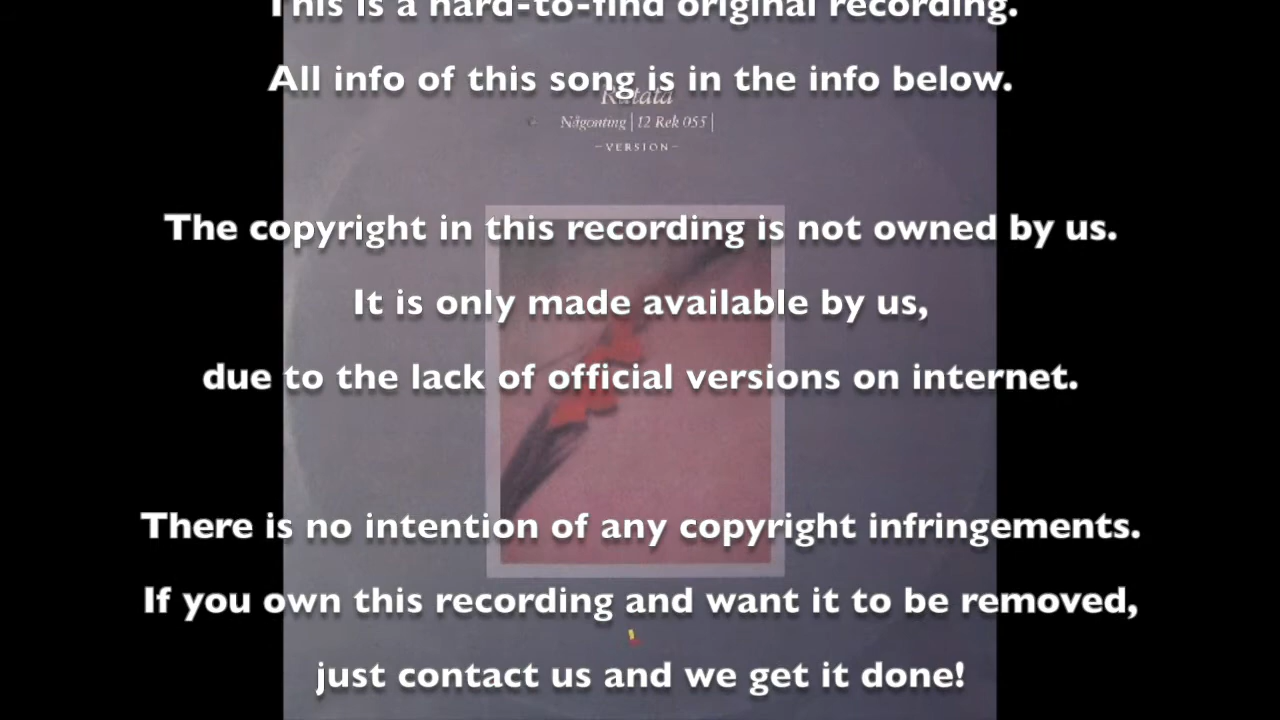 This is a hard-to-find original recording.
All info of this song is in the info below.
Ratata
Någonting | 12 Rek 055 |
–VERSION–
The copyright in this recording is not owned by us.
It is only made available by us,
due to the lack of official versions on internet.
There is no intention of any copyright infringements.
If you own this recording and want it to be removed,
just contact us and we get it done!